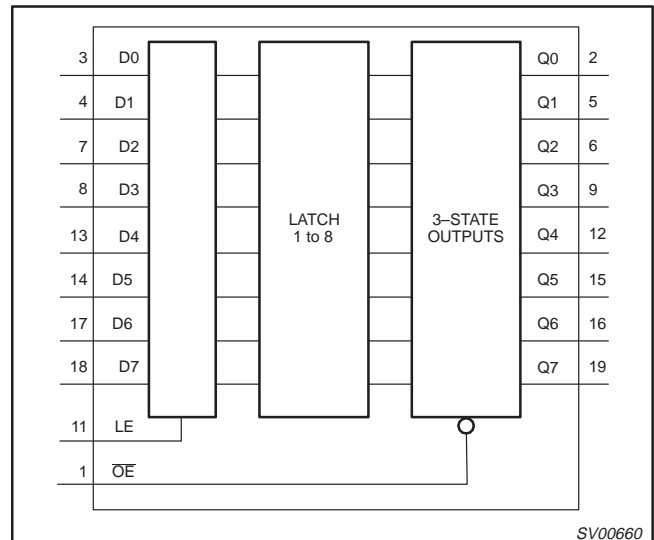 3 D0 Q0 2
4 D1 Q1 5
7 D2 Q2 6
8 D3 Q3 9
LATCH
1 to 8
3–STATE
OUTPUTS
13 D4 Q4 12
14 D5 Q5 15
17 D6 Q6 16
18 D7 Q7 19
11 LE
1 O̅E̅
SV00660